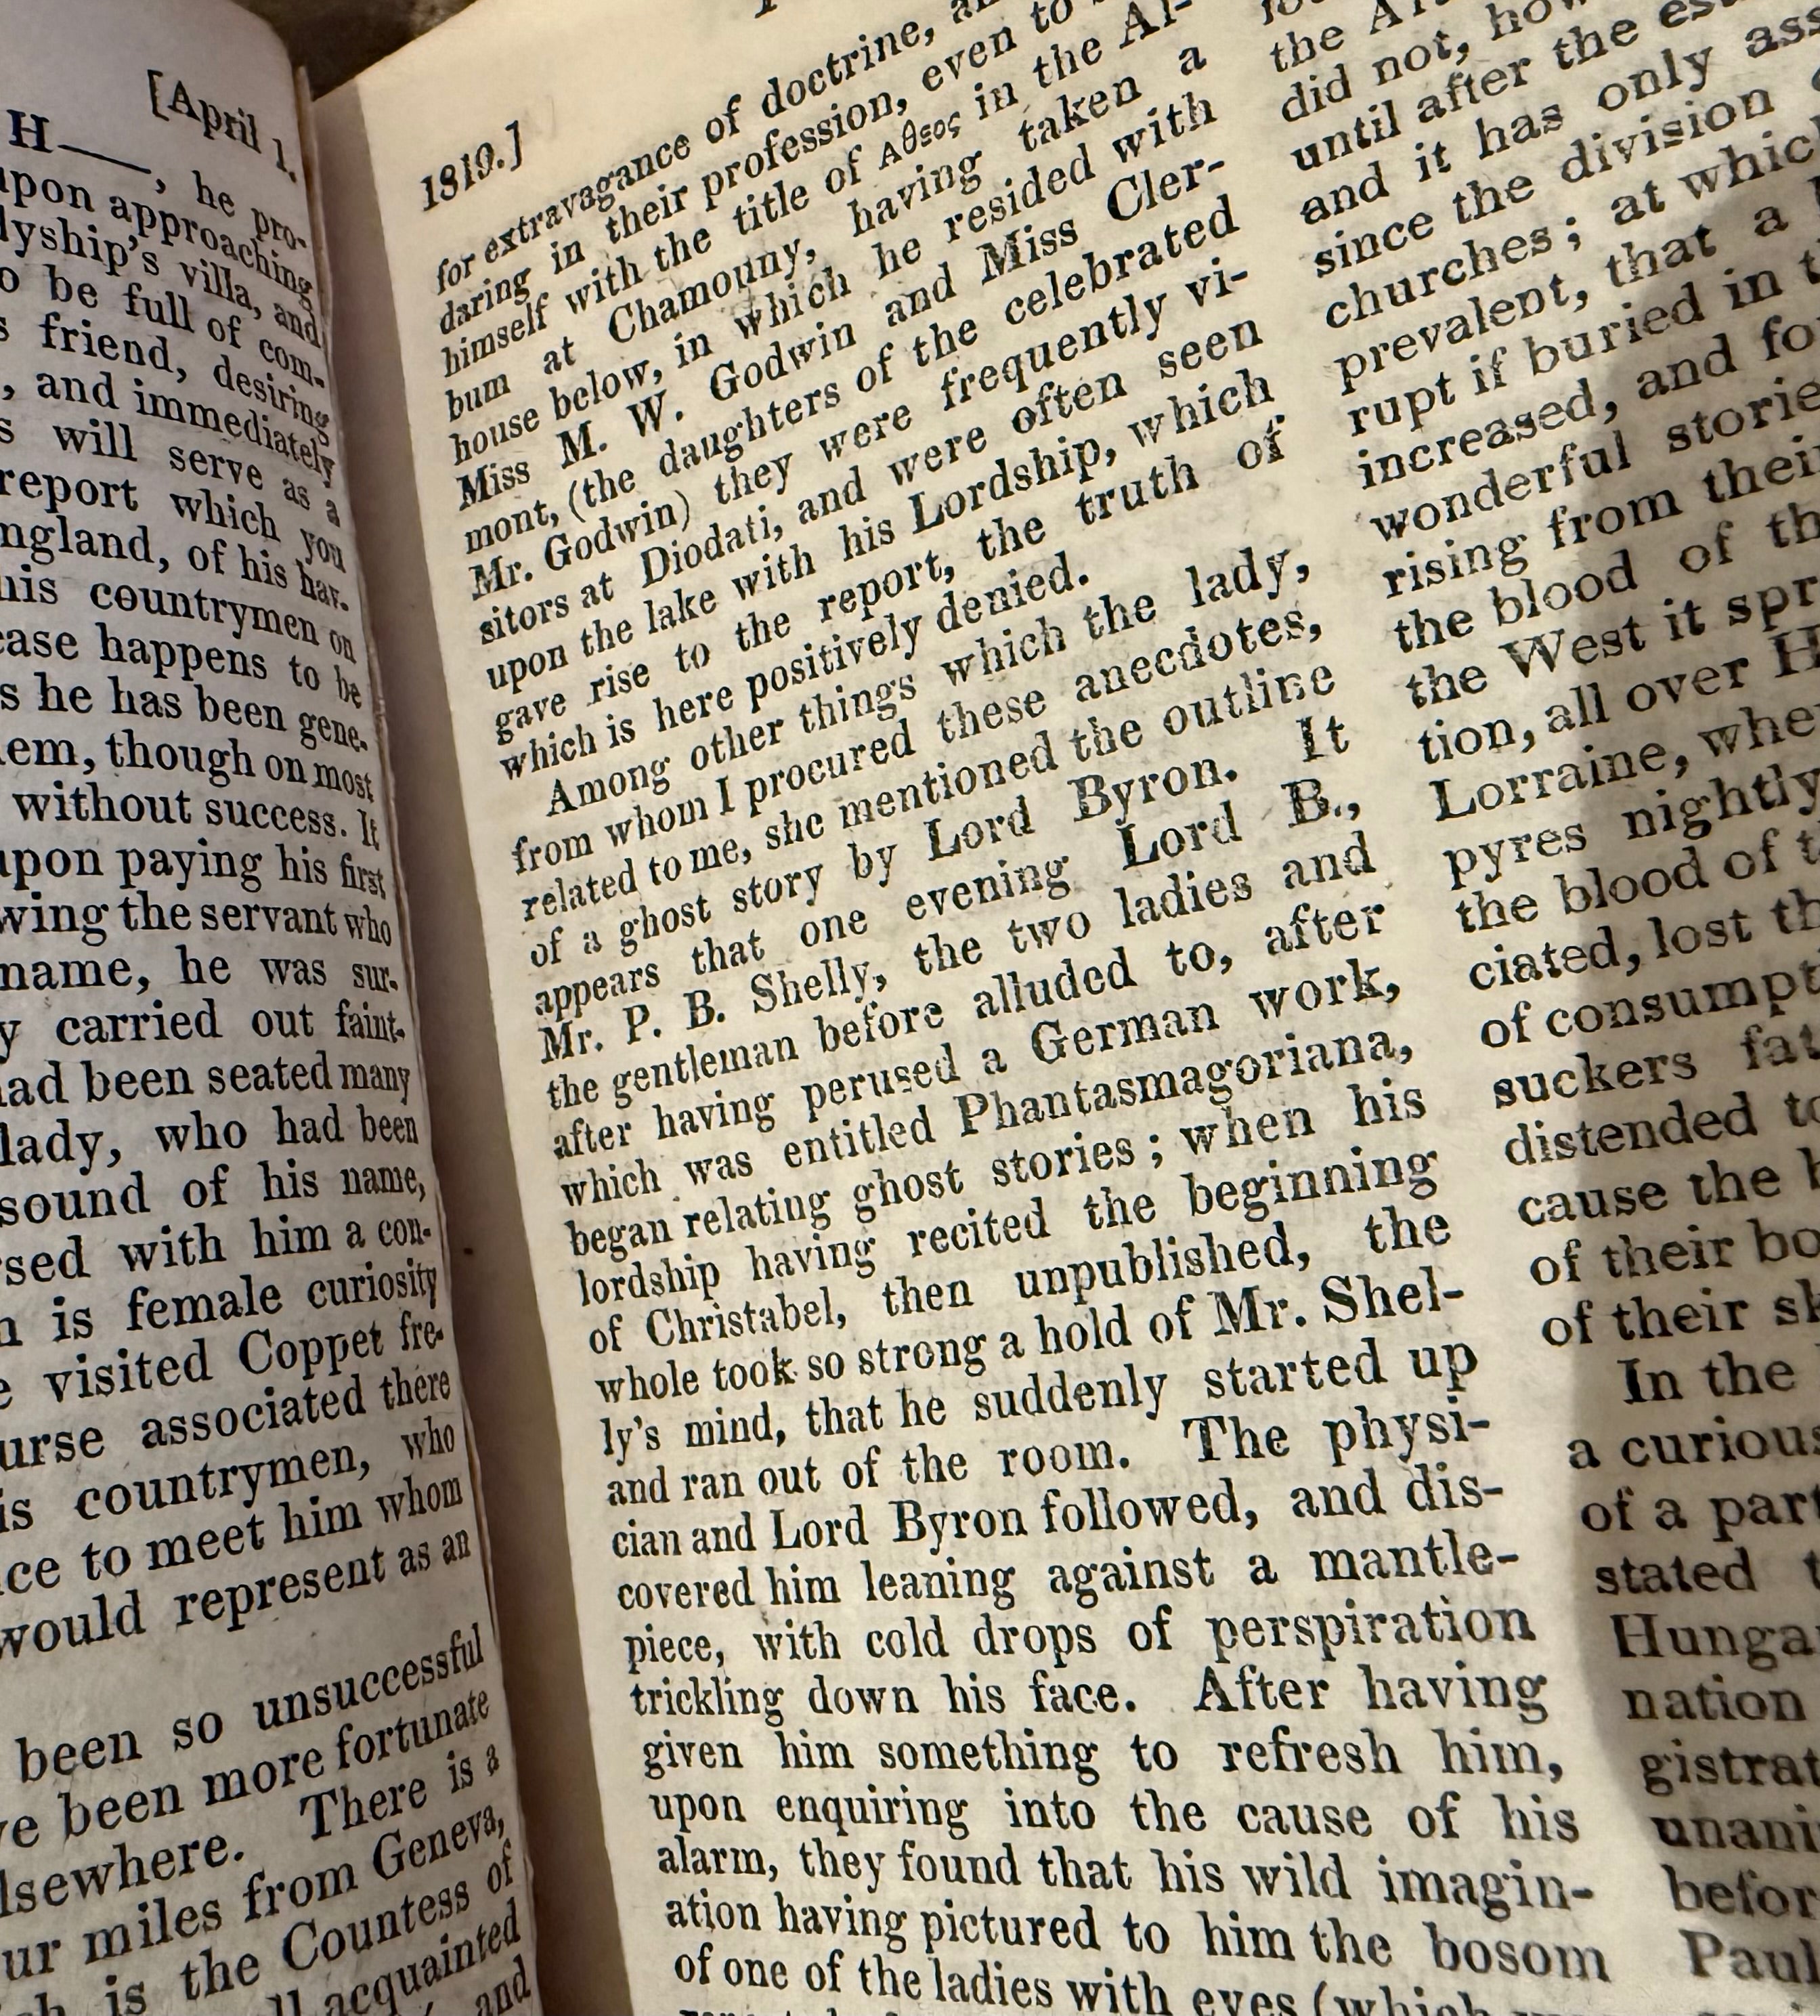 [April 1.
H——, he pro-
upon approaching
dyship's villa, and
be full of com-
friend, desiring
, and immediately
will serve as a
report which you
ngland, of his hav-
his countrymen on
case happens to be
s he has been gene-
em, though on most
without success. It
upon paying his first
wing the servant who
name, he was sur-
y carried out faint-
had been seated many
lady, who had been
sound of his name,
rsed with him a con-
is female curiosity
visited Coppet fre-
urse associated there
is countrymen, who
ce to meet him whom
would represent as an
been so unsuccessful
ve been more fortunate
lsewhere. There is a
ur miles from Geneva,
is the Countess of
acquainted
and
1819.]
for extravagance of doctrine,
daring in their profession, even to
himself with the title of Αθεος in the Al-
bum at Chamouny, having taken a
house below, in which he resided with
Miss M. W. Godwin and Miss Cler-
mont, (the daughters of the celebrated
Mr. Godwin) they were frequently vi-
sitors at Diodati, and were often seen
upon the lake with his Lordship, which
gave rise to the report, the truth of
which is here positively denied.
Among other things which the lady,
from whom I procured these anecdotes,
related to me, she mentioned the outline
of a ghost story by Lord Byron. It
appears that one evening Lord B.,
Mr. P. B. Shelly, the two ladies and
the gentleman before alluded to, after
after having perused a German work,
which was entitled Phantasmagoriana,
began relating ghost stories; when his
lordship having recited the beginning
of Christabel, then unpublished, the
whole took so strong a hold of Mr. Shel-
ly's mind, that he suddenly started up
and ran out of the room. The physi-
cian and Lord Byron followed, and dis-
covered him leaning against a mantle-
piece, with cold drops of perspiration
trickling down his face. After having
given him something to refresh him,
upon enquiring into the cause of his
alarm, they found that his wild imagin-
ation having pictured to him the bosom
of one of the ladies with eyes (which
the
did not,
until after the
and it has only
since the division
churches; at which
prevalent, that a
rupt if buried in
increased, and
wonderful stories
rising from their
the blood of
the West it
tion, all over H
Lorraine,
pyres nightly
the blood of
ciated, lost
of consumpt
suckers
distended to
cause the
of their
of their
In the
a curious
of a part
stated
Hunga
nation
gistrat
unani
befor
Paul